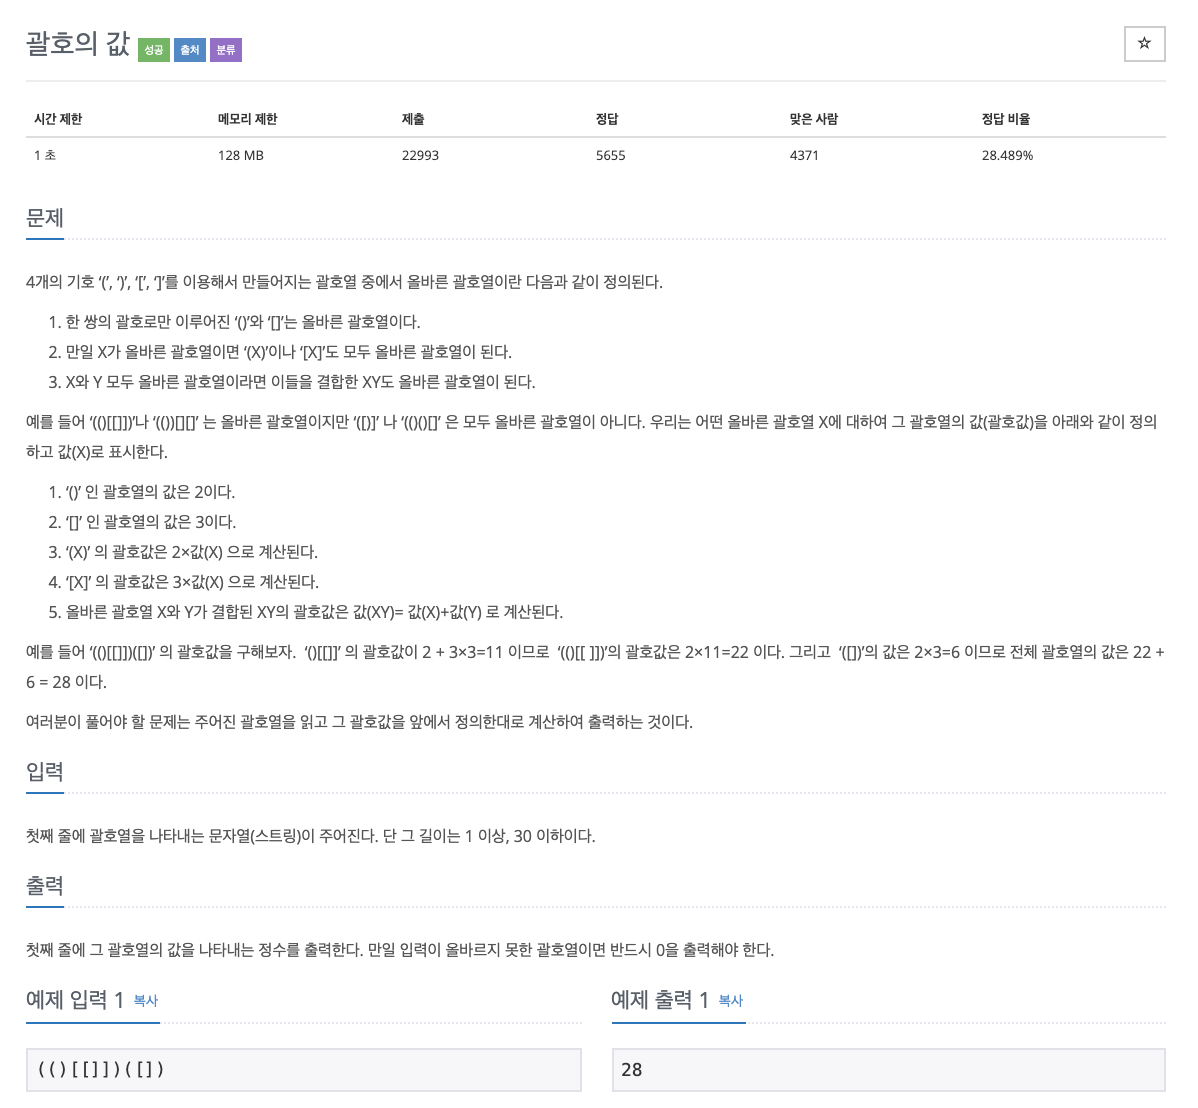 괄호의 값 성공 출처 분류 ☆
시간 제한 메모리 제한 제출 정답 맞은 사람 정답 비율
1 초 128 MB 22993 5655 4371 28.489%
문제
4개의 기호 ‘(’, ‘)’, ‘[’, ‘]’를 이용해서 만들어지는 괄호열 중에서 올바른 괄호열이란 다음과 같이 정의된다.
1. 한 쌍의 괄호로만 이루어진 ‘()’와 ‘[]’는 올바른 괄호열이다.
2. 만일 X가 올바른 괄호열이면 ‘(X)’이나 ‘[X]’도 모두 올바른 괄호열이 된다.
3. X와 Y 모두 올바른 괄호열이라면 이들을 결합한 XY도 올바른 괄호열이 된다.
예를 들어 ‘(()[[]])’나 ‘(())[][]’ 는 올바른 괄호열이지만 ‘([)]’ 나 ‘(()()[]’ 은 모두 올바른 괄호열이 아니다. 우리는 어떤 올바른 괄호열 X에 대하여 그 괄호열의 값(괄호값)을 아래와 같이 정의
하고 값(X)로 표시한다.
1. ‘()’ 인 괄호열의 값은 2이다.
2. ‘[]’ 인 괄호열의 값은 3이다.
3. ‘(X)’ 의 괄호값은 2×값(X) 으로 계산된다.
4. ‘[X]’ 의 괄호값은 3×값(X) 으로 계산된다.
5. 올바른 괄호열 X와 Y가 결합된 XY의 괄호값은 값(XY)= 값(X)+값(Y) 로 계산된다.
예를 들어 ‘(()[[]])([])’ 의 괄호값을 구해보자. ‘()[[]]’ 의 괄호값이 2 + 3×3=11 이므로 ‘(()[[ ]])’의 괄호값은 2×11=22 이다. 그리고 ‘([])’의 값은 2×3=6 이므로 전체 괄호열의 값은 22 +
6 = 28 이다.
여러분이 풀어야 할 문제는 주어진 괄호열을 읽고 그 괄호값을 앞에서 정의한대로 계산하여 출력하는 것이다.
입력
첫째 줄에 괄호열을 나타내는 문자열(스트링)이 주어진다. 단 그 길이는 1 이상, 30 이하이다.
출력
첫째 줄에 그 괄호열의 값을 나타내는 정수를 출력한다. 만일 입력이 올바르지 못한 괄호열이면 반드시 0을 출력해야 한다.
예제 입력 1 복사
(()[[]])([])
예제 출력 1 복사
28